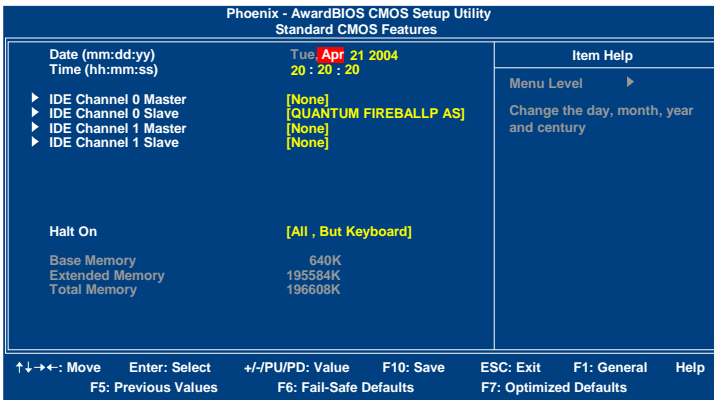 Phoenix - AwardBIOS CMOS Setup Utility
Standard CMOS Features
Date (mm:dd:yy) Tue, Apr 21 2004
Time (hh:mm:ss) 20 : 20 : 20
IDE Channel 0 Master [None]
IDE Channel 0 Slave [QUANTUM FIREBALLP AS]
IDE Channel 1 Master [None]
IDE Channel 1 Slave [None]
Halt On [All , But Keyboard]
Base Memory 640K
Extended Memory 195584K
Total Memory 196608K
Item Help
Menu Level
Change the day, month, year
and century
↑↓→←: Move Enter: Select +/-/PU/PD: Value F10: Save ESC: Exit F1: General Help
F5: Previous Values F6: Fail-Safe Defaults F7: Optimized Defaults